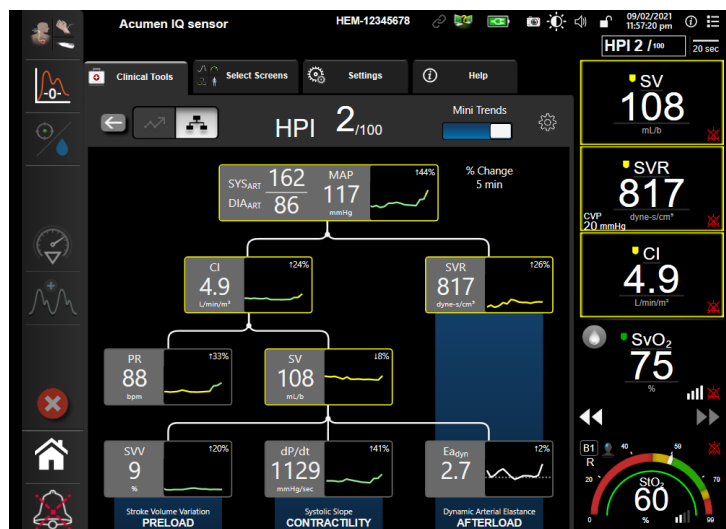 Acumen IQ sensor
HEM-12345678
09/02/2021
11:57:20 pm
HPI 2 /100
20 sec
-0-
Clinical Tools
Select Screens
Settings
Help
HPI 2/100
Mini Trends
% Change
5 min
SYSART 162
DIAART 86
MAP
117
mmHg
↑44%
CI
4.9
L/min/m²
↑24%
SVR
817
dyne-s/cm⁵
↑26%
PR
88
bpm
↑33%
SV
108
mL/b
↓8%
SVV
9
%
↑20%
dP/dt
1129
mmHg/sec
↑41%
Eadyn
2.7
↑2%
Stroke Volume Variation
PRELOAD
Systolic Slope
CONTRACTILITY
Dynamic Arterial Elastance
AFTERLOAD
SV
108
mL/b
SVR
817
dyne-s/cm⁵
CVP
20 mmHg
CI
4.9
L/min/m²
SvO₂
75
%
B1
R
20
40
59
79
StO₂
60
%